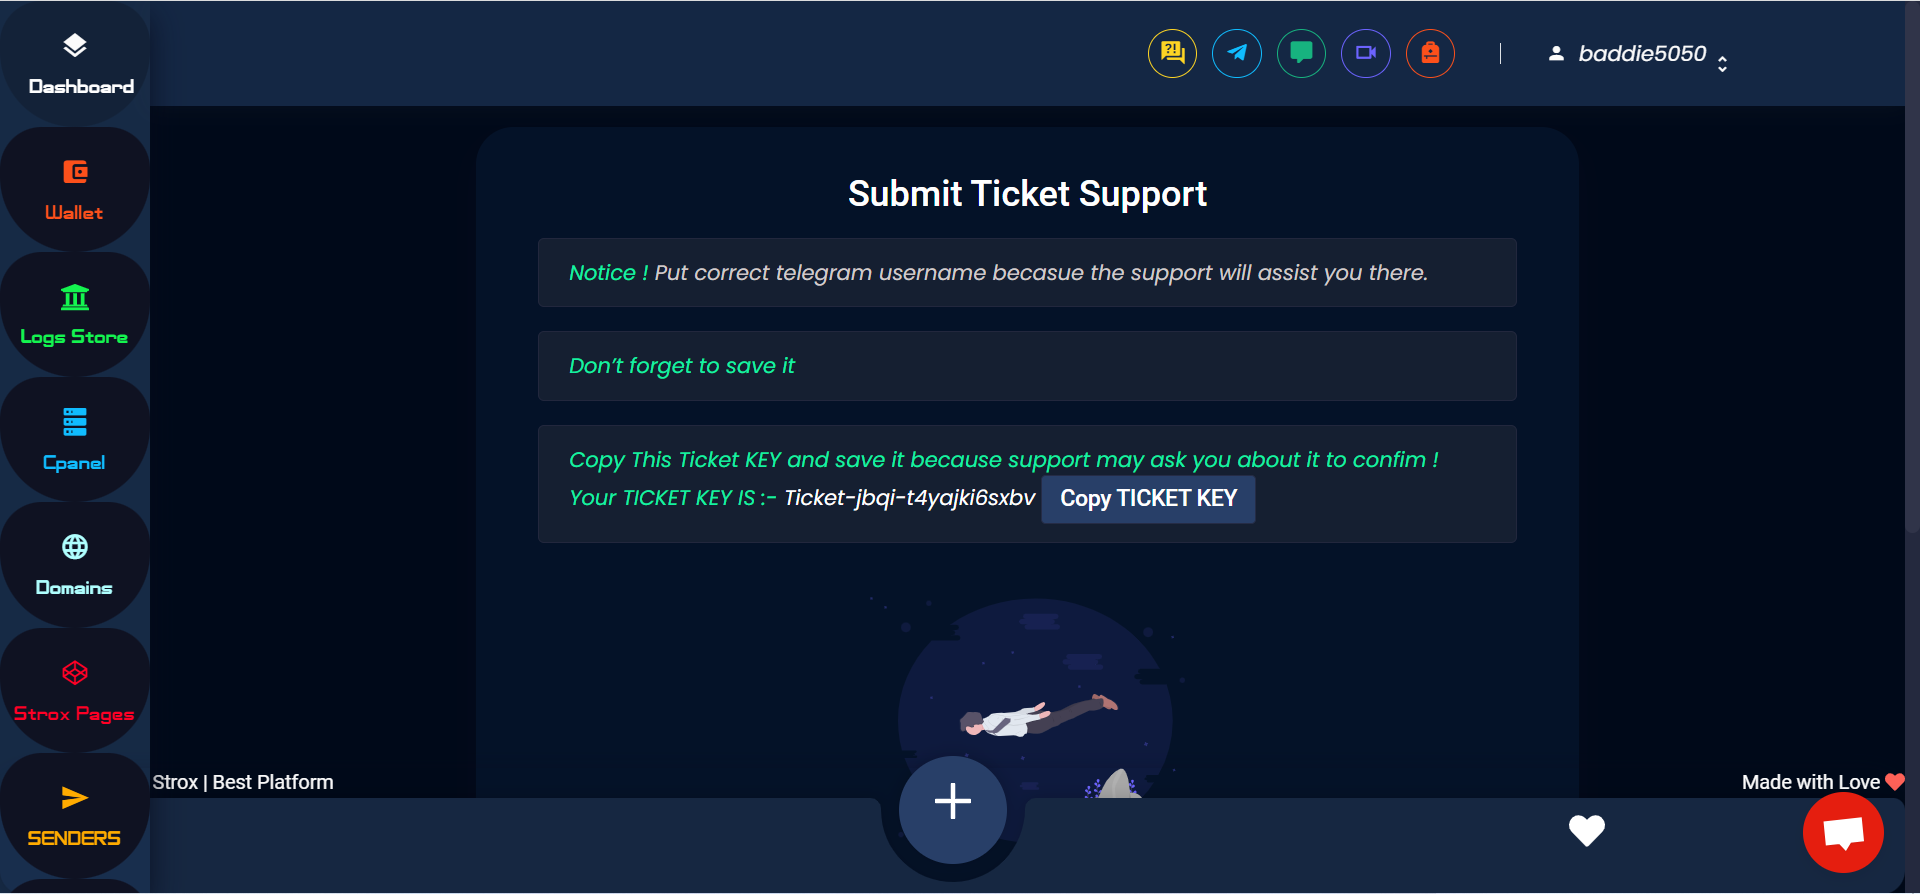 Dashboard
Wallet
Logs Store
Cpanel
Domains
Strox Pages
SENDERS
?!
baddie5050
Submit Ticket Support
Notice ! Put correct telegram username becasue the support will assist you there.
Don’t forget to save it
Copy This Ticket KEY and save it because support may ask you about it to confim !
Your TICKET KEY IS :- Ticket-jbqi-t4yajki6sxbv Copy TICKET KEY
Strox | Best Platform
Made with Love